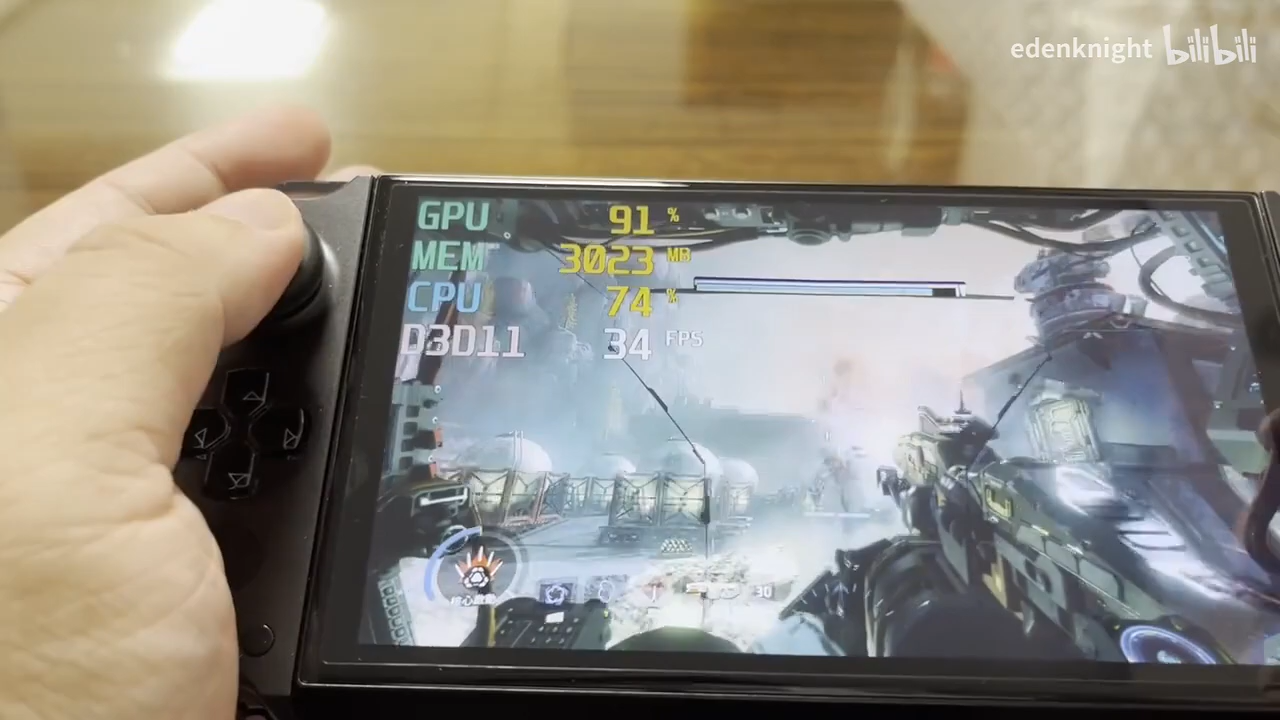 edenknight bilibili
GPU 91 %
MEM 3023 MB
CPU 74 %
D3D11 34 FPS
30